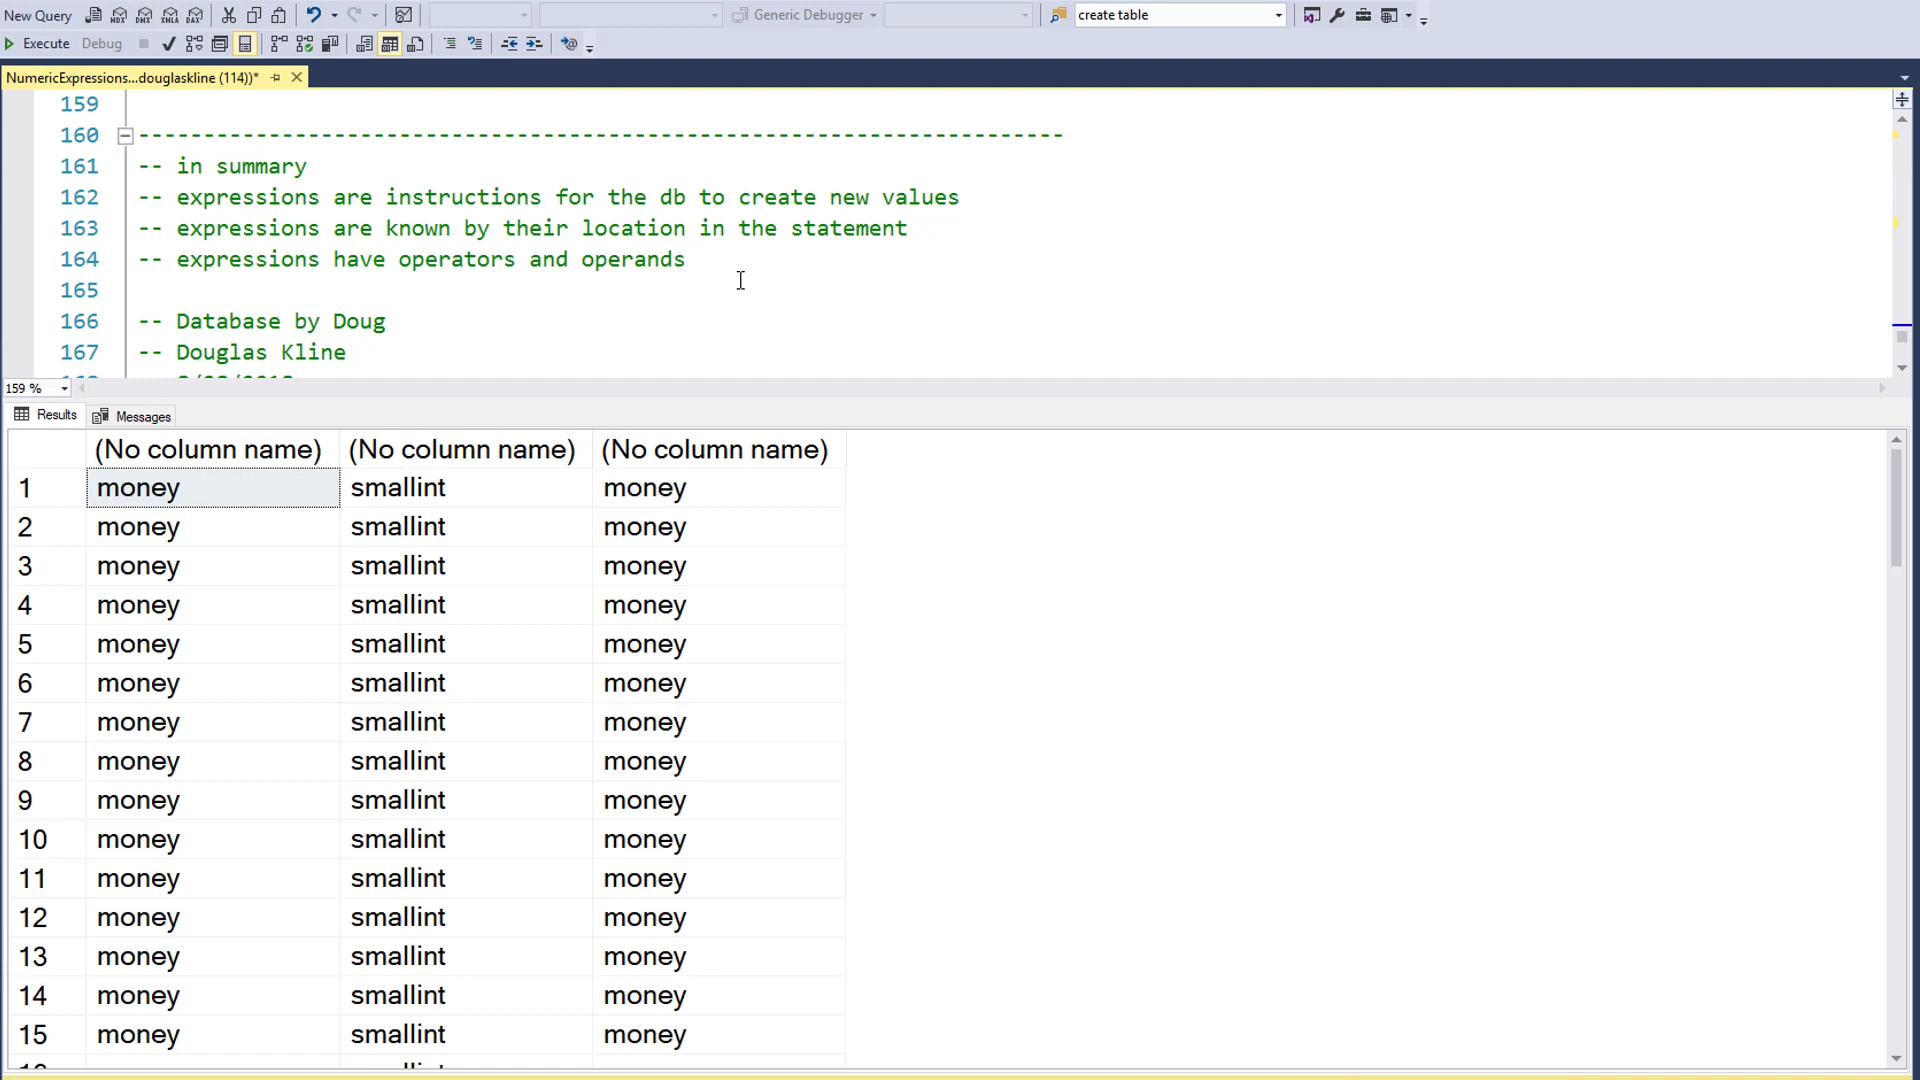 New Query MDX DMX XMLA DAX Generic Debugger create table
Execute Debug
NumericExpressions...douglaskline (114))*
159
160 -----------------------------------------------------------------------
161 -- in summary
162 -- expressions are instructions for the db to create new values
163 -- expressions are known by their location in the statement
164 -- expressions have operators and operands
165
166 -- Database by Doug
167 -- Douglas Kline
159 %
Results Messages
(No column name) (No column name) (No column name)
1 money smallint money
2 money smallint money
3 money smallint money
4 money smallint money
5 money smallint money
6 money smallint money
7 money smallint money
8 money smallint money
9 money smallint money
10 money smallint money
11 money smallint money
12 money smallint money
13 money smallint money
14 money smallint money
15 money smallint money